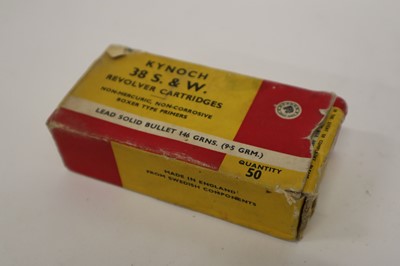 KYNOCH
38 S. & W.
REVOLVER CARTRIDGES
NON-MERCURIC, NON-CORROSIVE
BOXER TYPE PRIMERS
LEAD SOLID BULLET 146 GRNS. (9·5 GRM.)
QUANTITY
50
MADE IN ENGLAND
FROM SWEDISH COMPONENTS